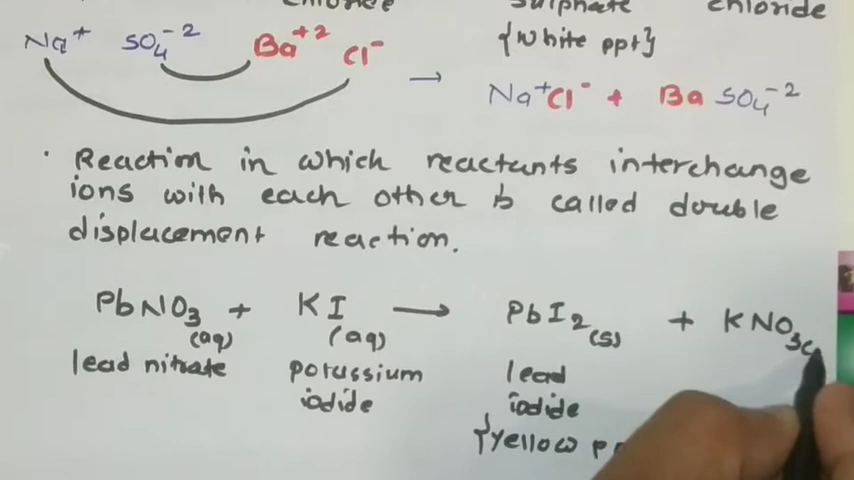 sulphate chloride
Na⁺ SO₄⁻² Ba⁺² Cl⁻
{White ppt}
→ Na⁺Cl⁻ + Ba SO₄⁻²
· Reaction in which reactants interchange
ions with each other is called double
displacement reaction.
PbNO₃(aq) + KI(aq) → PbI₂(s) + KNO₃
lead nitrate potassium lead
iodide iodide
{Yellow